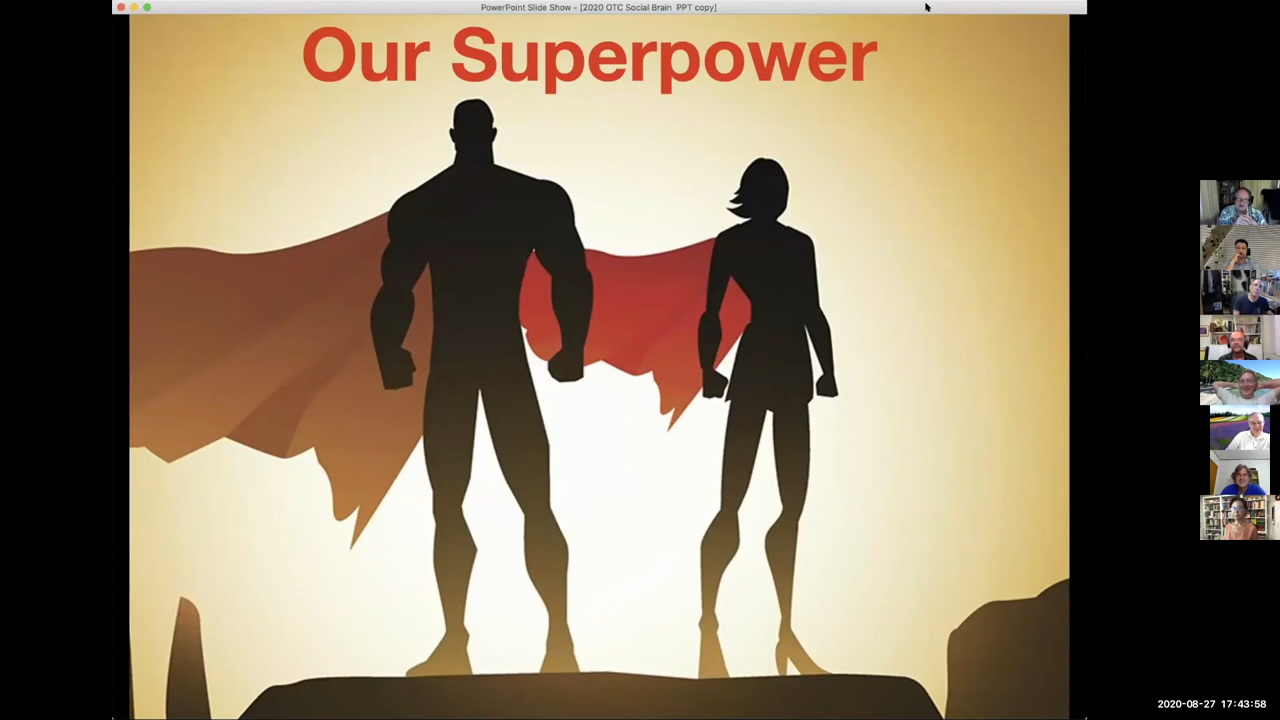 PowerPoint Slide Show - [2020 OTC Social Brain  PPT copy]
Our Superpower
2020-08-27  17:43:58